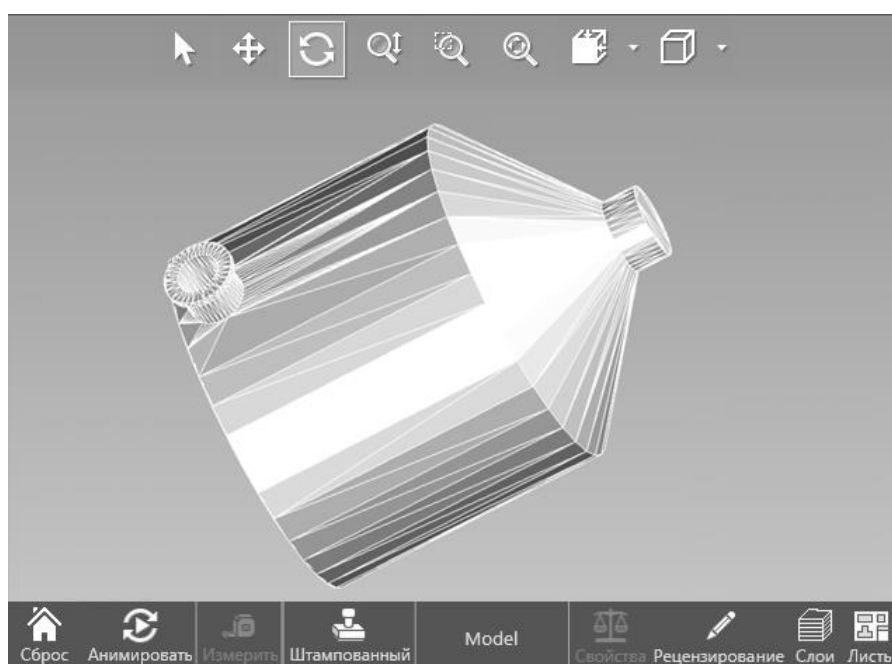 Сброс
Анимировать
Измерить
Штампованный
Model
Свойства
Рецензирование
Слои
Листь